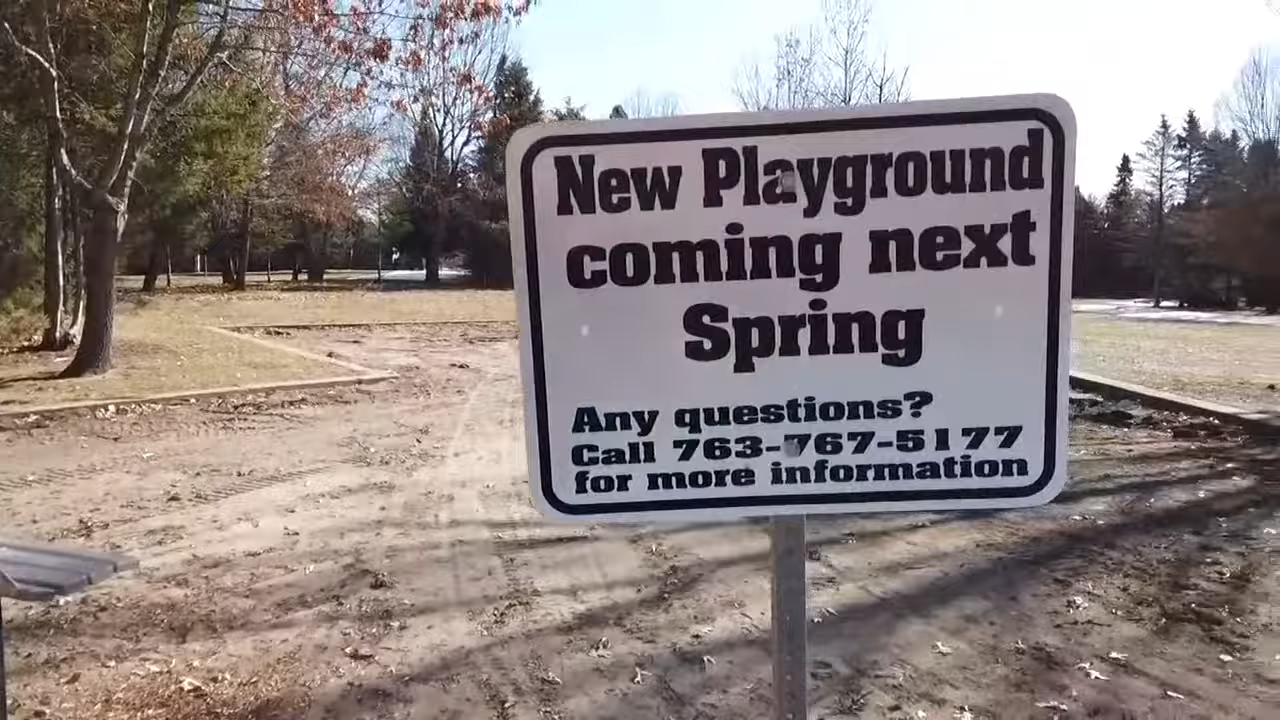 New Playground
coming next
Spring
Any questions?
Call 763-767-5177
for more information